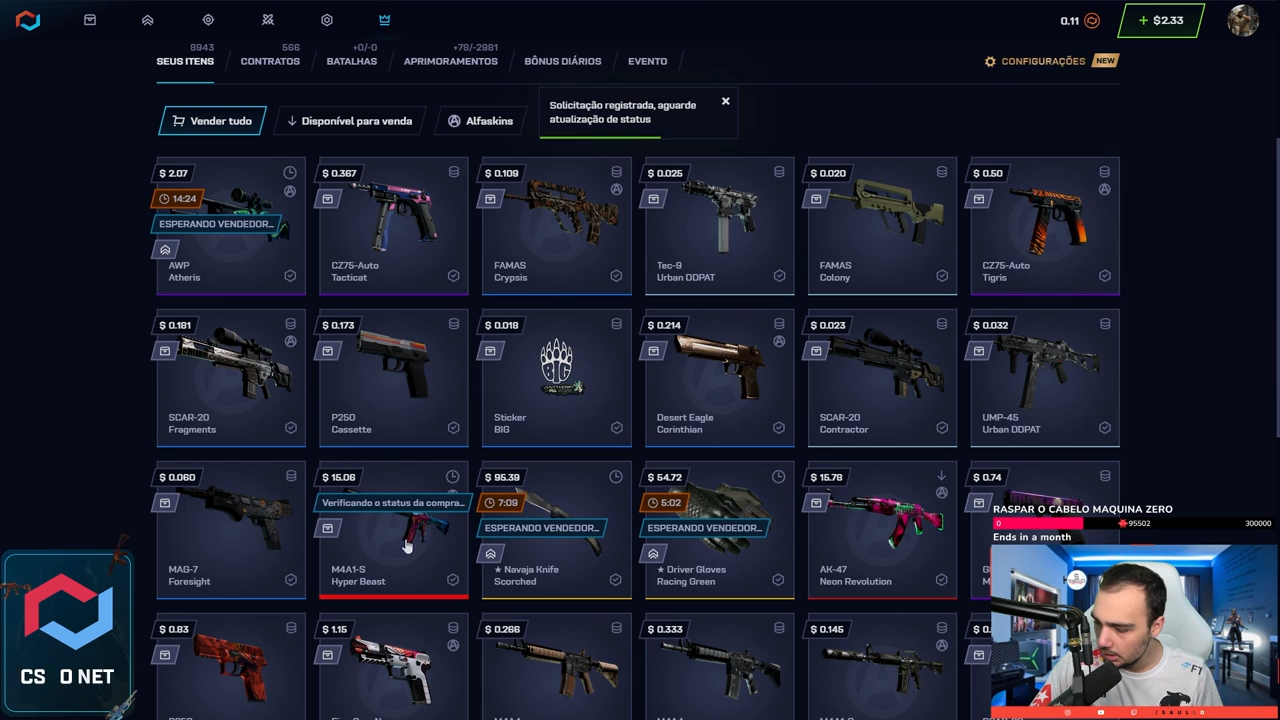 0.11
+ $2.33
8943
566
+0/-0
+78/-2981
SEUS ITENS
CONTRATOS
BATALHAS
APRIMORAMENTOS
BÔNUS DIÁRIOS
EVENTO
CONFIGURAÇÕES
NEW
Vender tudo
Disponível para venda
Alfaskins
Solicitação registrada, aguarde
atualização de status
$ 2.07
14:24
ESPERANDO VENDEDOR...
AWP
Atheris
$ 0.367
CZ75-Auto
Tacticat
$ 0.109
FAMAS
Crypsis
$ 0.025
Tec-9
Urban DDPAT
$ 0.020
FAMAS
Colony
$ 0.50
CZ75-Auto
Tigris
$ 0.181
SCAR-20
Fragments
$ 0.173
P250
Cassette
$ 0.018
Sticker
BIG
$ 0.214
Desert Eagle
Corinthian
$ 0.023
SCAR-20
Contractor
$ 0.032
UMP-45
Urban DDPAT
$ 0.060
MAG-7
Foresight
$ 15.06
Verificando o status da compra...
M4A1-S
Hyper Beast
$ 95.39
7:09
ESPERANDO VENDEDOR...
★ Navaja Knife
Scorched
$ 54.72
5:02
ESPERANDO VENDEDOR...
★ Driver Gloves
Racing Green
$ 15.78
AK-47
Neon Revolution
$ 0.74
RASPAR O CABELO MAQUINA ZERO
0
95502
300000
Ends in a month
$ 0.83
$ 1.15
$ 0.266
$ 0.333
$ 0.145
CS O NET